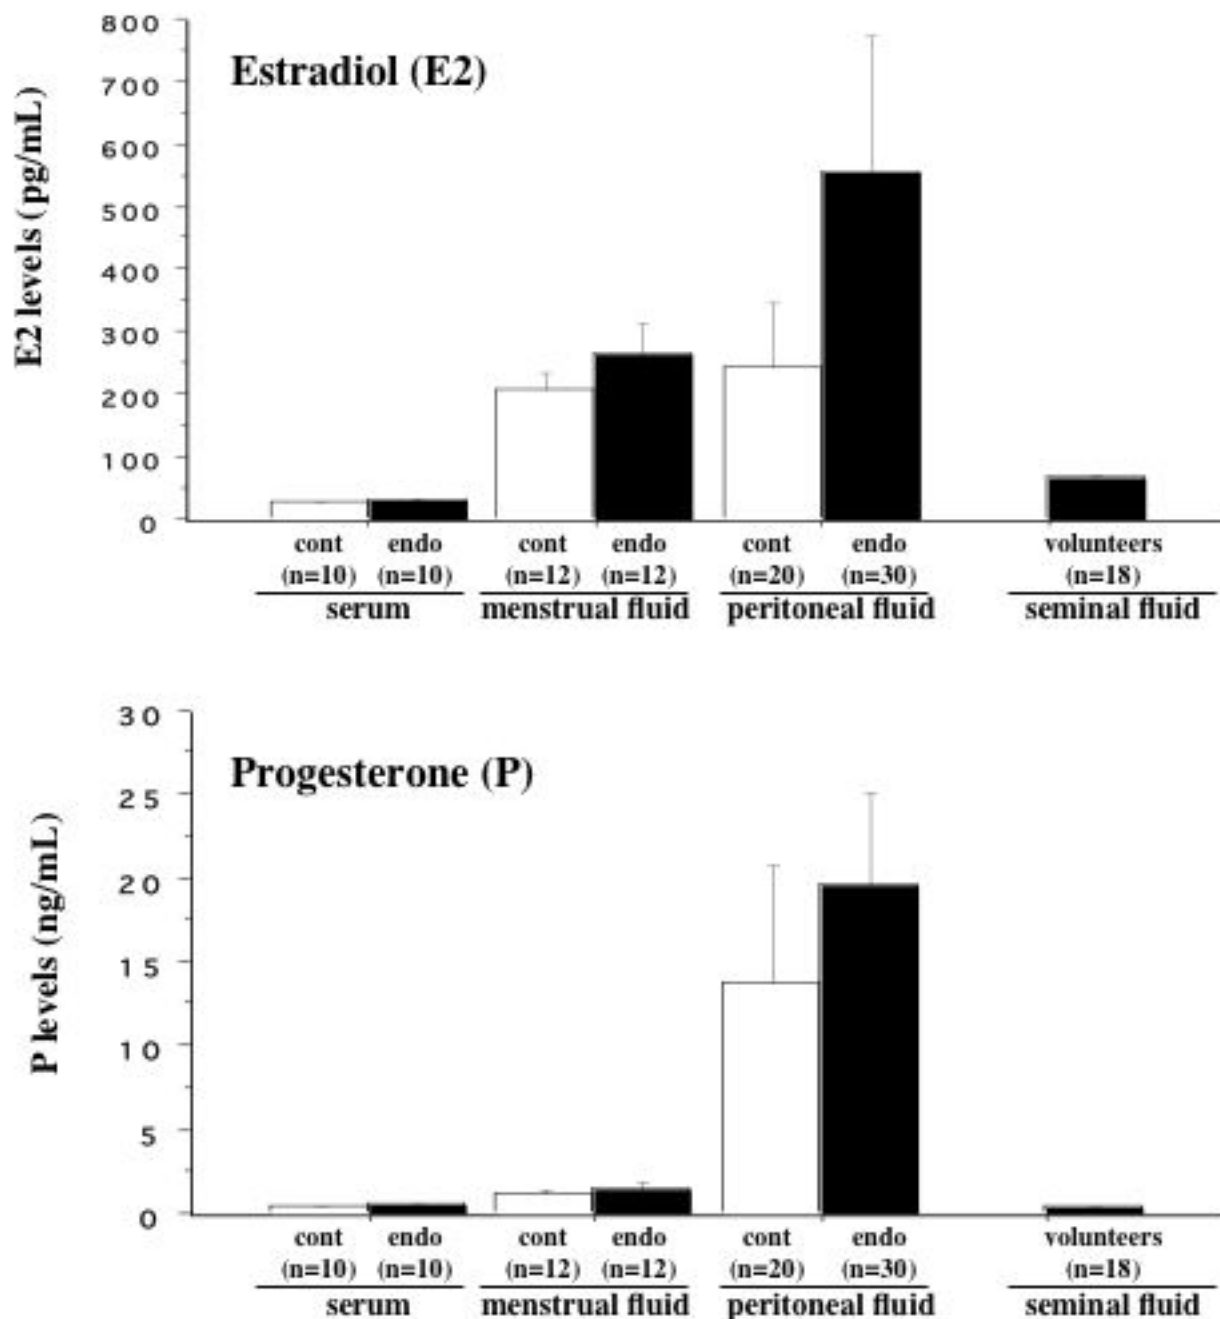 800
Estradiol (E2)
700
600
500
400
300
200
100
0
E2 levels (pg/mL)
cont endo cont endo cont endo volunteers
(n=10) (n=10) (n=12) (n=12) (n=20) (n=30) (n=18)
serum menstrual fluid peritoneal fluid seminal fluid
30
Progesterone (P)
25
20
15
10
5
0
P levels (ng/mL)
cont endo cont endo cont endo volunteers
(n=10) (n=10) (n=12) (n=12) (n=20) (n=30) (n=18)
serum menstrual fluid peritoneal fluid seminal fluid